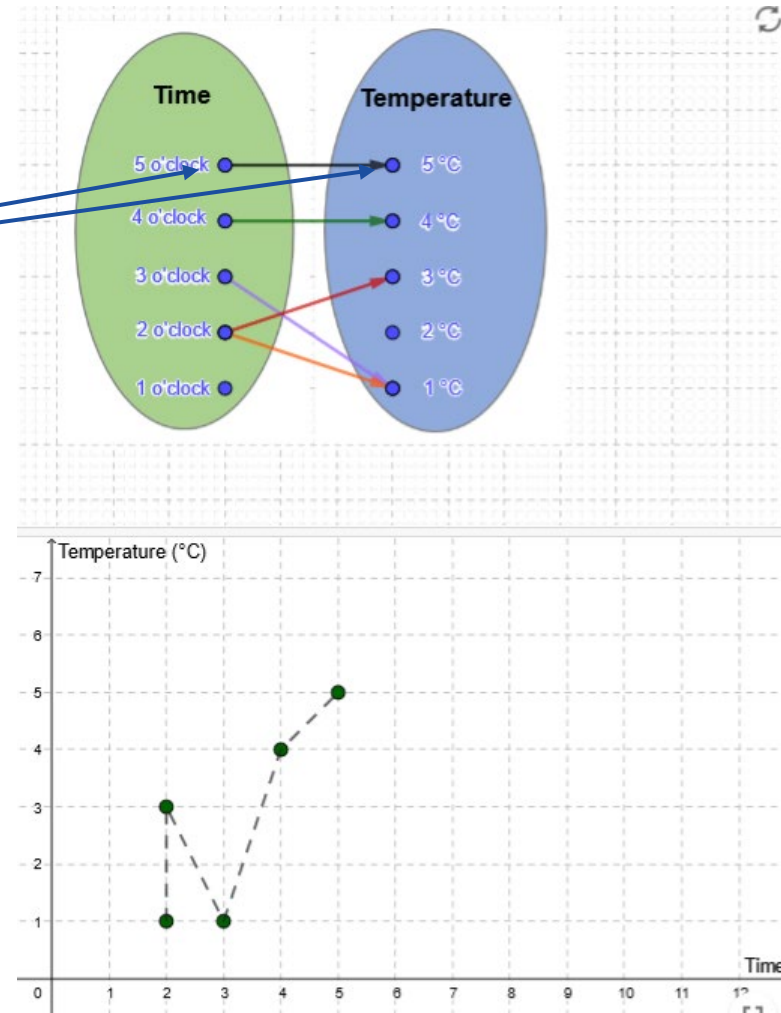 Time
Temperature
5 o'clock
5 °C
4 o'clock
4 °C
3 o'clock
3 °C
2 o'clock
2 °C
1 o'clock
1 °C
Temperature (°C)
7
6
5
4
3
2
1
Time
0 1 2 3 4 5 6 7 8 9 10 11